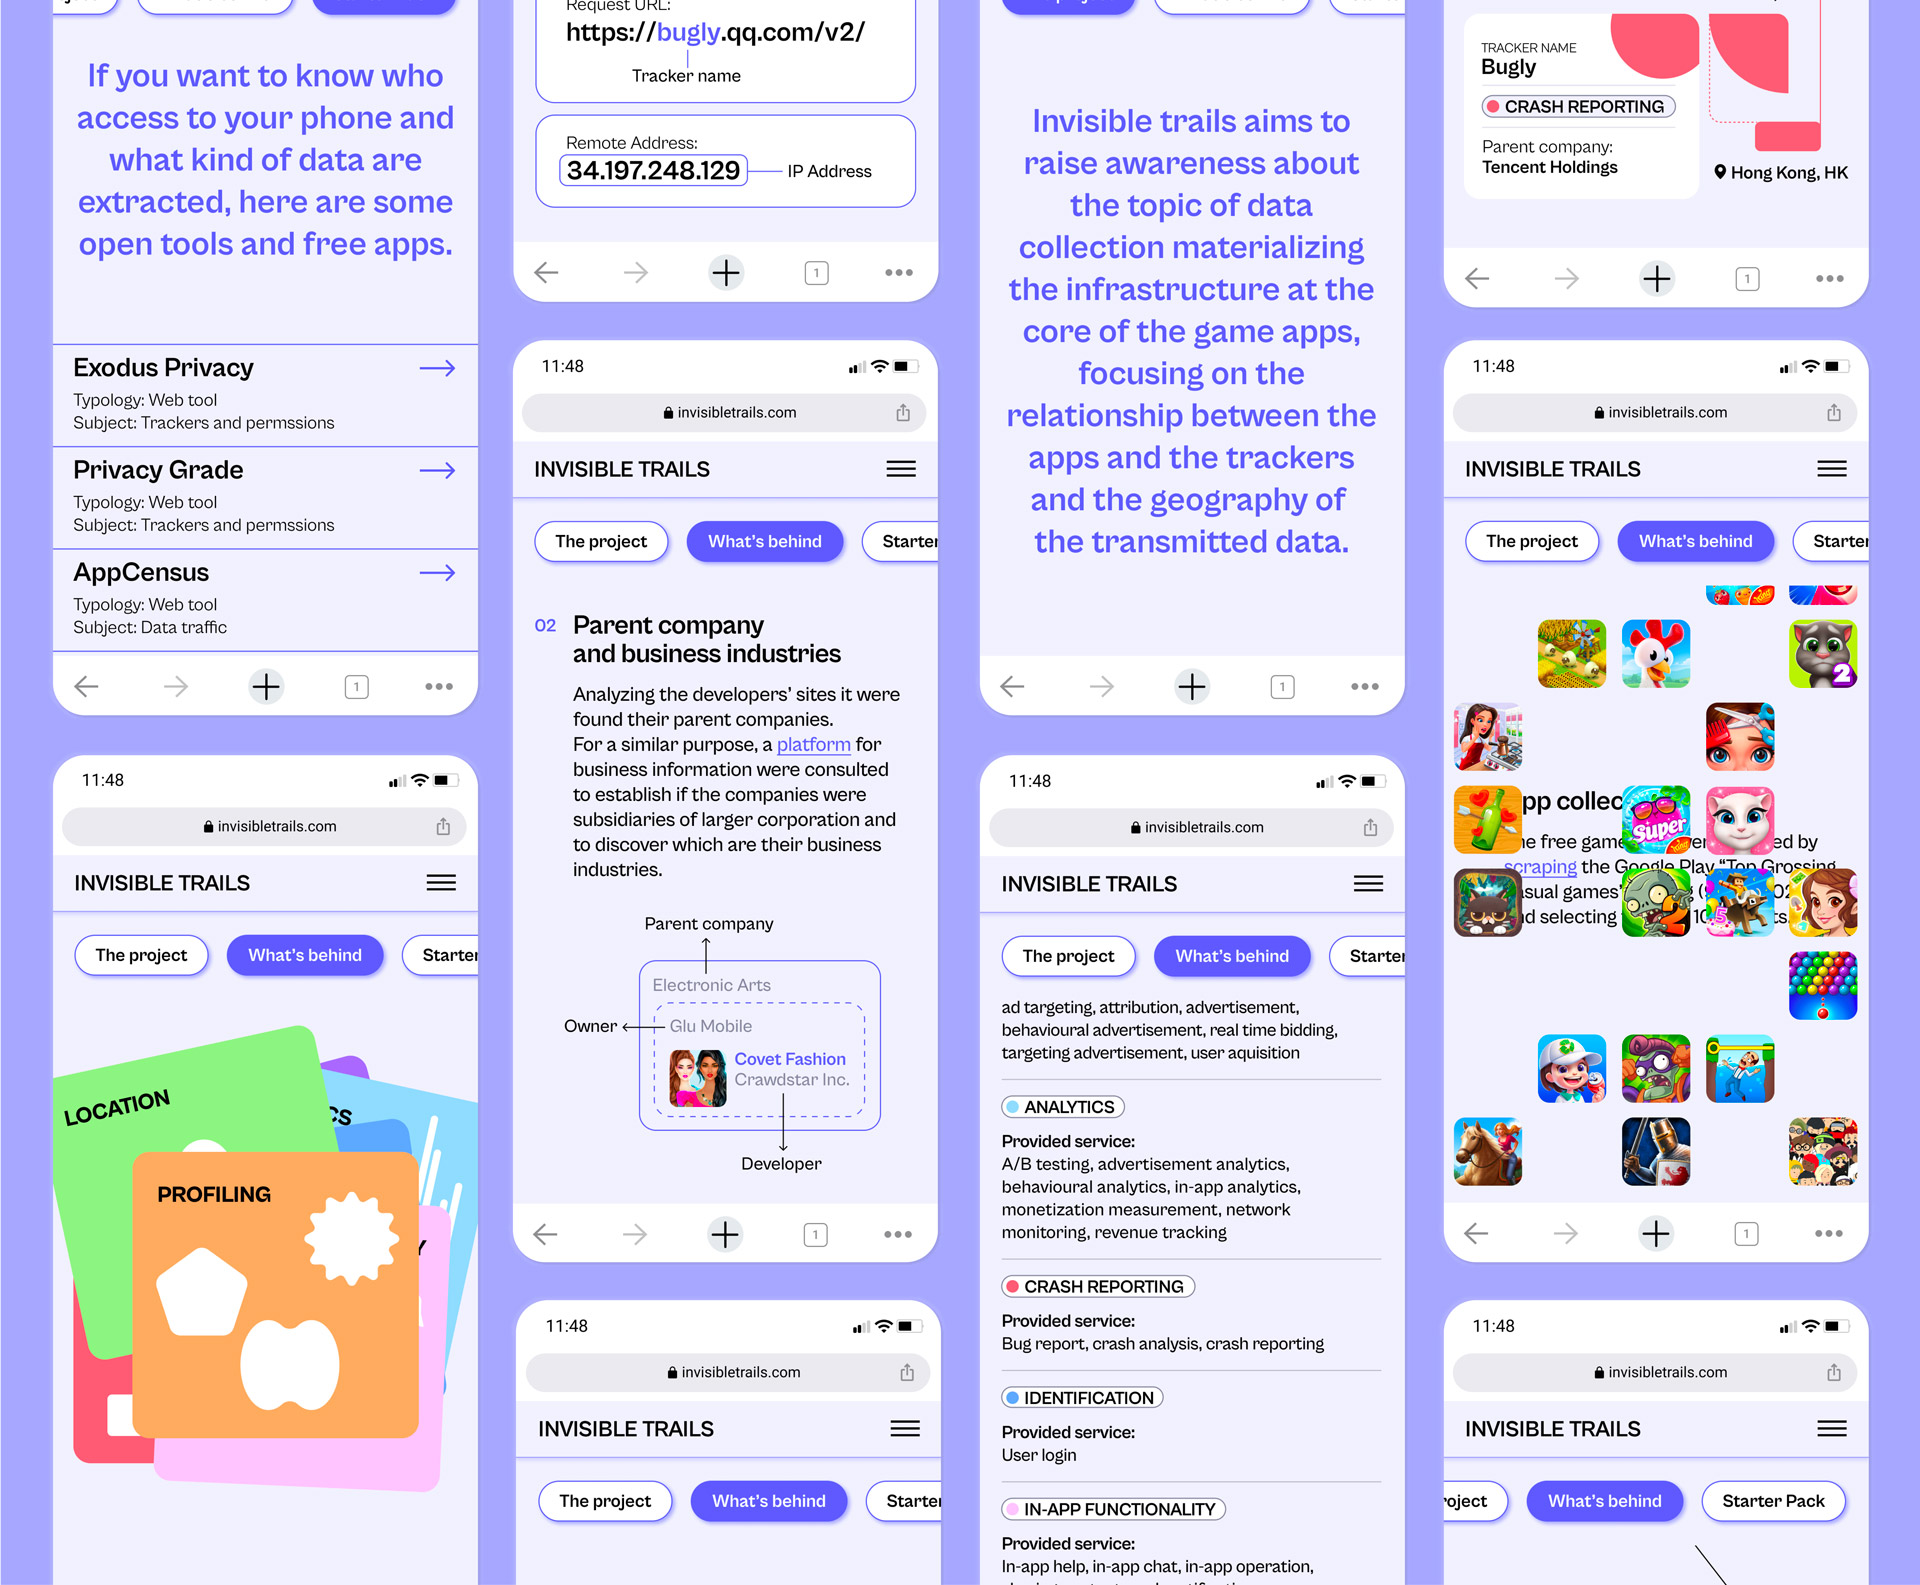 If you want to know who
access to your phone and
what kind of data are
extracted, here are some
open tools and free apps.
Exodus Privacy
Typology: Web tool
Subject: Trackers and permssions
Privacy Grade
Typology: Web tool
Subject: Trackers and permssions
AppCensus
Typology: Web tool
Subject: Data traffic
1
11:48
invisibletrails.com
INVISIBLE TRAILS
The project
What's behind
Starter
LOCATION
CS
PROFILING
Y
Request URL:
https://bugly.qq.com/v2/
Tracker name
Remote Address:
34.197.248.129
IP Address
1
11:48
invisibletrails.com
INVISIBLE TRAILS
The project
What's behind
Starter
02 Parent company
and business industries
Analyzing the developers' sites it were
found their parent companies.
For a similar purpose, a platform for
business information were consulted
to establish if the companies were
subsidiaries of larger corporation and
to discover which are their business
industries.
Parent company
Electronic Arts
Owner
Glu Mobile
Covet Fashion
Crawdstar Inc.
Developer
1
11:48
invisibletrails.com
INVISIBLE TRAILS
The project
What's behind
Starter
Invisible trails aims to
raise awareness about
the topic of data
collection materializing
the infrastructure at the
core of the game apps,
focusing on the
relationship between the
apps and the trackers
and the geography of
the transmitted data.
1
11:48
invisibletrails.com
INVISIBLE TRAILS
The project
What's behind
Starter
ad targeting, attribution, advertisement,
behavioural advertisement, real time bidding,
targeting advertisement, user aquisition
ANALYTICS
Provided service:
A/B testing, advertisement analytics,
behavioural analytics, in-app analytics,
monetization measurement, network
monitoring, revenue tracking
CRASH REPORTING
Provided service:
Bug report, crash analysis, crash reporting
IDENTIFICATION
Provided service:
User login
IN-APP FUNCTIONALITY
Provided service:
In-app help, in-app chat, in-app operation,
TRACKER NAME
Bugly
CRASH REPORTING
Parent company:
Tencent Holdings
Hong Kong, HK
1
11:48
invisibletrails.com
INVISIBLE TRAILS
The project
What's behind
Starter
2
pp collec
Super
he free game
ed by
scraping the Google Play "Top Grossing
asual games'
2
5
nd selecting
10
ts.
1
11:48
invisibletrails.com
INVISIBLE TRAILS
roject
What's behind
Starter Pack